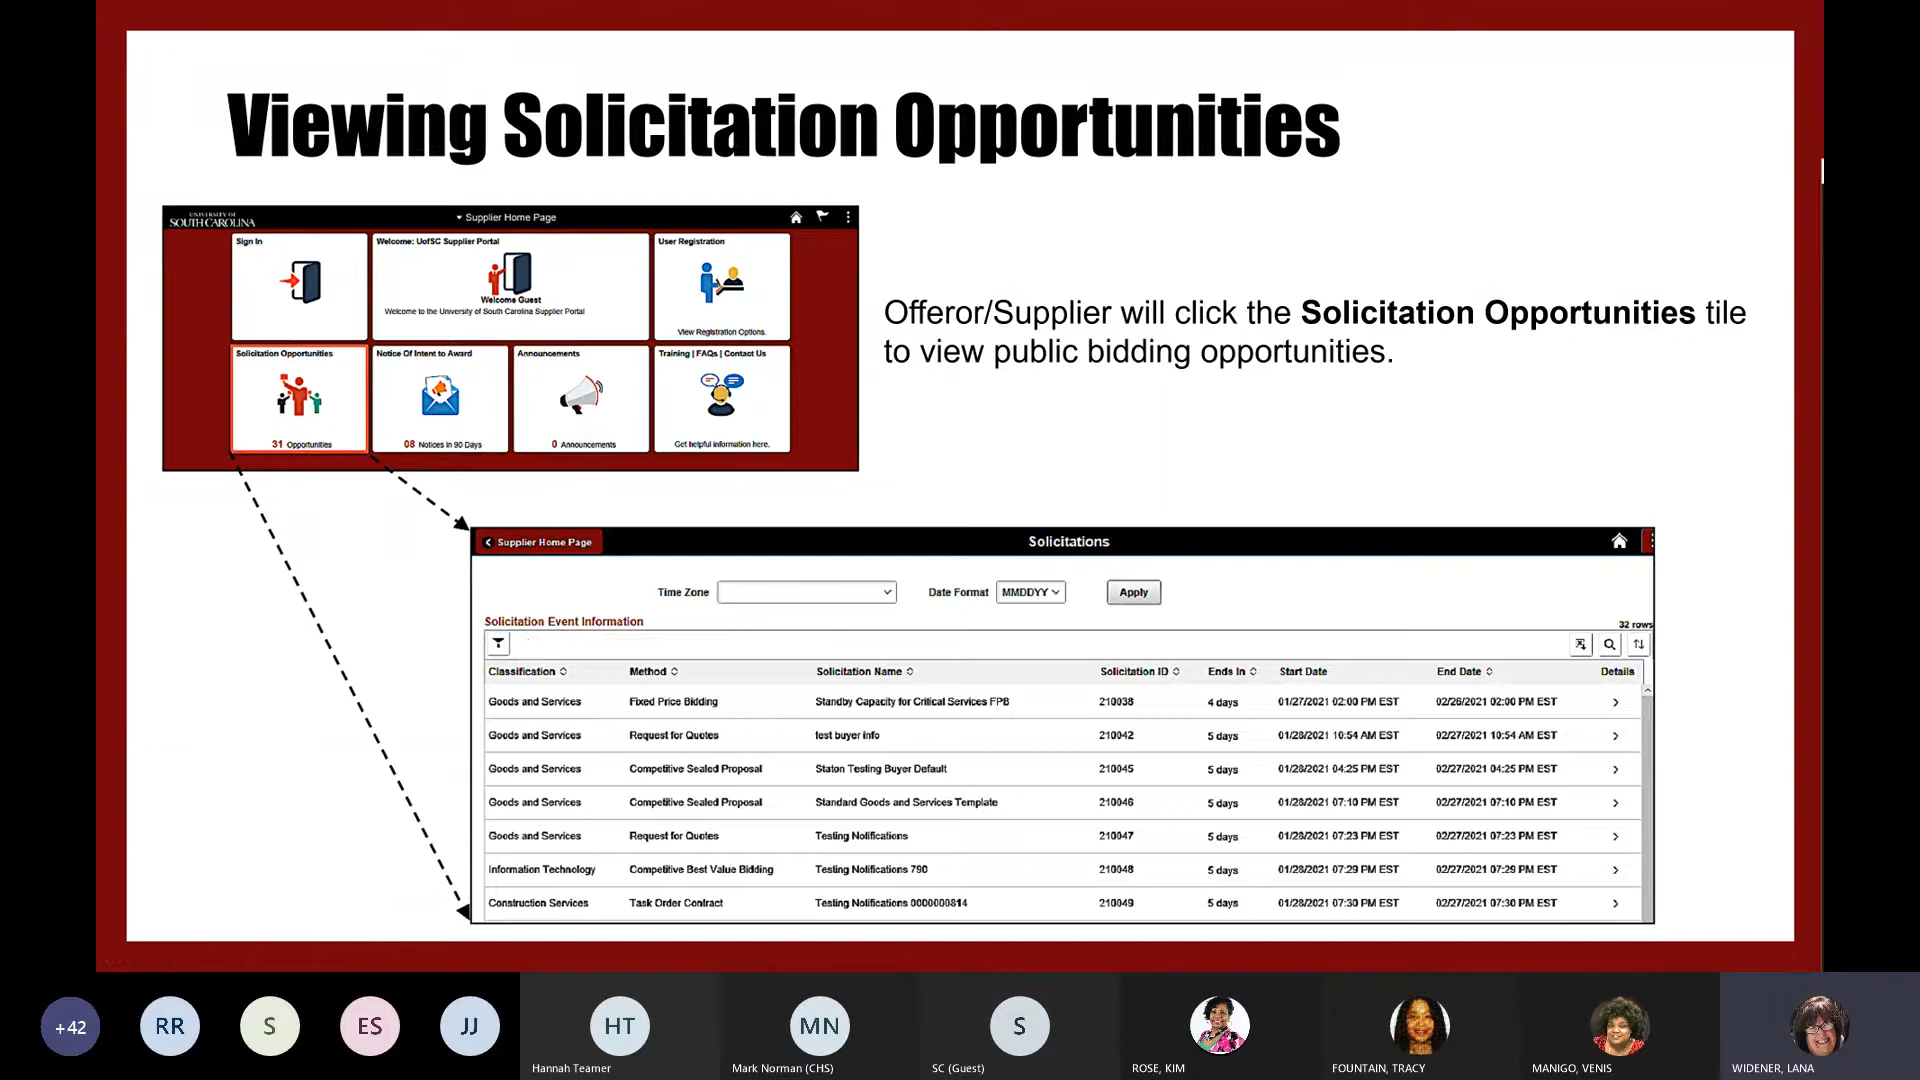 Viewing Solicitation Opportunities
UNIVERSITY OF
SOUTH CAROLINA
Supplier Home Page
Sign In
Welcome: UofSC Supplier Portal
Welcome Guest
Welcome to the University of South Carolina Supplier Portal
User Registration
View Registration Options.
Solicitation Opportunities
31 Opportunities
Notice Of Intent to Award
08 Notices in 90 Days
Announcements
0 Announcements
Training | FAQs | Contact Us
Get helpful information here.
Offeror/Supplier will click the Solicitation Opportunities tile
to view public bidding opportunities.
Supplier Home Page Solicitations
Time Zone Date Format MMDDYY Apply
Solicitation Event Information 32 rows
Classification Method Solicitation Name Solicitation ID Ends In Start Date End Date Details
Goods and Services Fixed Price Bidding Standby Capacity for Critical Services FPB 210038 4 days 01/27/2021 02:00 PM EST 02/26/2021 02:00 PM EST
Goods and Services Request for Quotes test buyer info 210042 5 days 01/28/2021 10:54 AM EST 02/27/2021 10:54 AM EST
Goods and Services Competitive Sealed Proposal Staton Testing Buyer Default 210045 5 days 01/28/2021 04:25 PM EST 02/27/2021 04:25 PM EST
Goods and Services Competitive Sealed Proposal Standard Goods and Services Template 210046 5 days 01/28/2021 07:10 PM EST 02/27/2021 07:10 PM EST
Goods and Services Request for Quotes Testing Notifications 210047 5 days 01/28/2021 07:23 PM EST 02/27/2021 07:23 PM EST
Information Technology Competitive Best Value Bidding Testing Notifications 790 210048 5 days 01/28/2021 07:29 PM EST 02/27/2021 07:29 PM EST
Construction Services Task Order Contract Testing Notifications 0000000814 210049 5 days 01/28/2021 07:30 PM EST 02/27/2021 07:30 PM EST
+42 RR S ES JJ HT MN S
Hannah Teamer Mark Norman (CHS) SC (Guest) ROSE, KIM FOUNTAIN, TRACY MANIGO, VENIS WIDENER, LANA